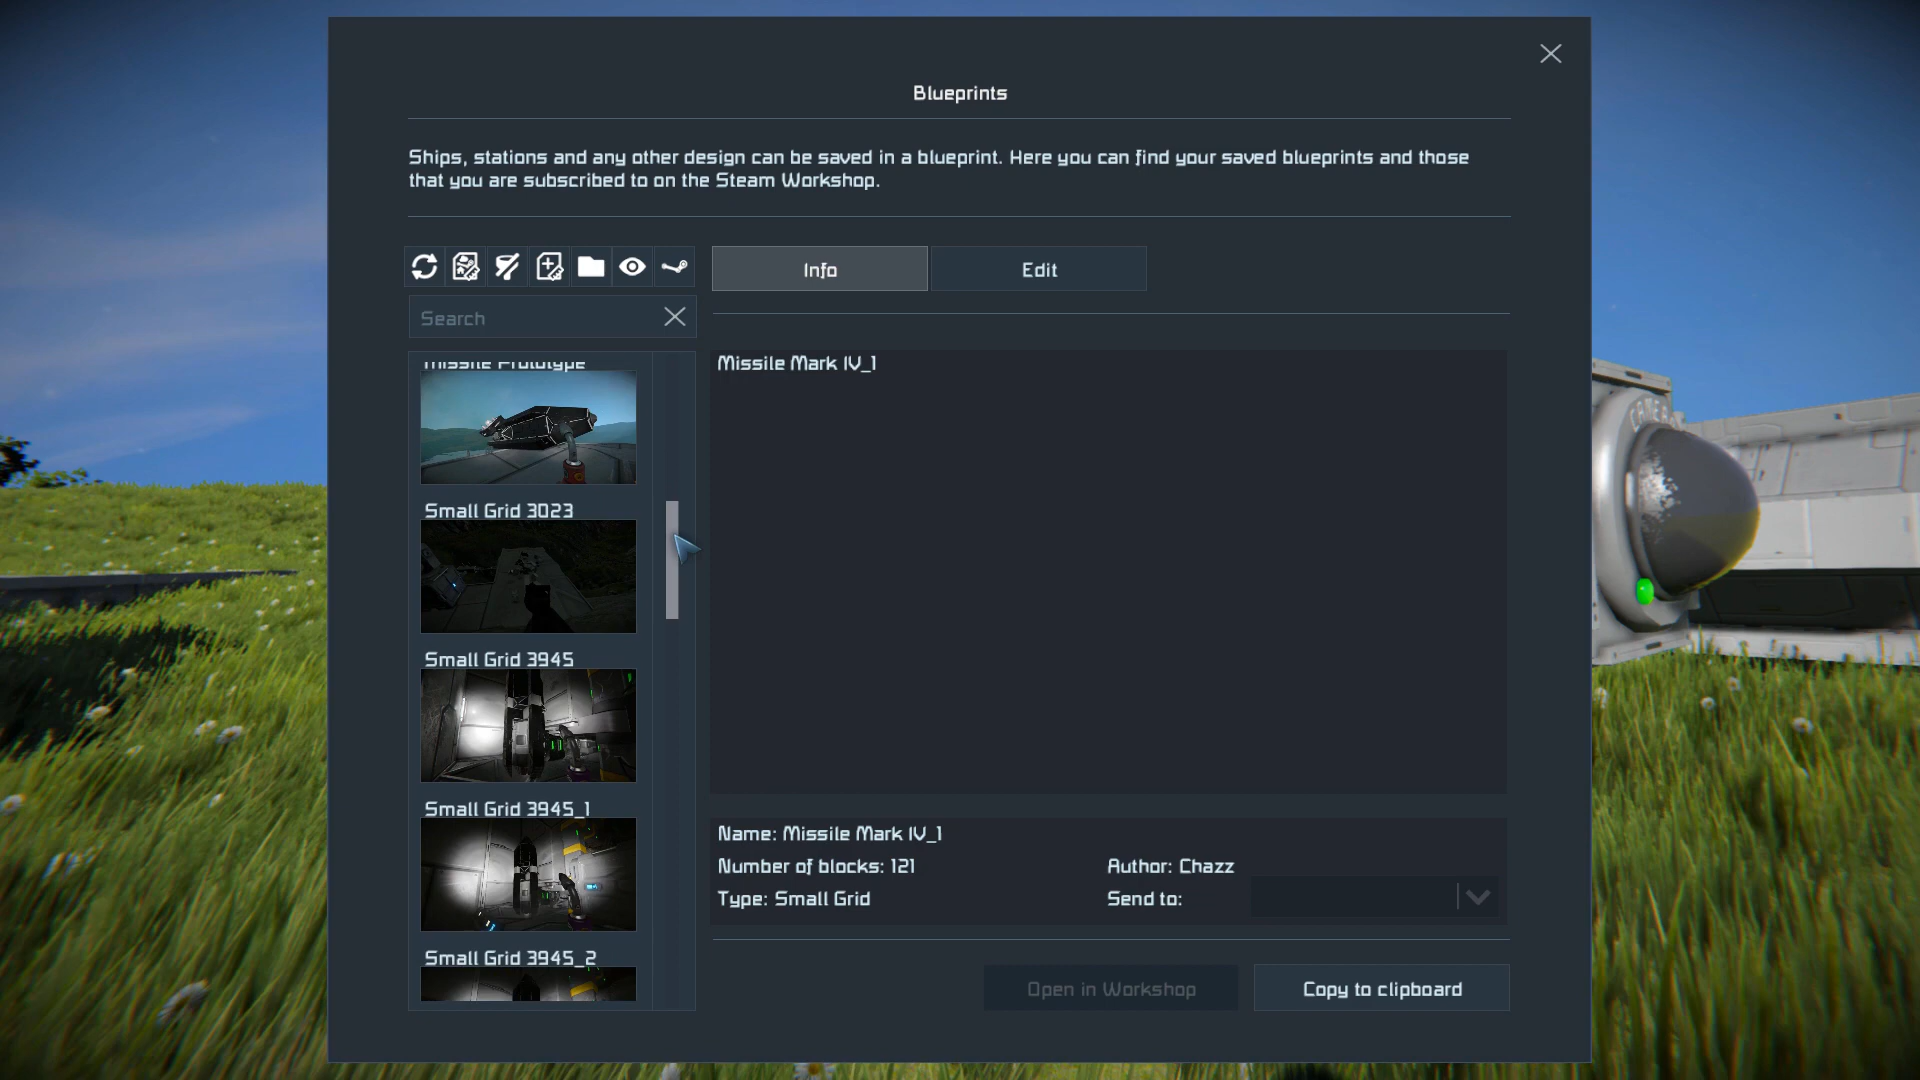 Blueprints
Ships, stations and any other design can be saved in a blueprint. Here you can find your saved blueprints and those
that you are subscribed to on the Steam Workshop.
Info
Edit
Search
Missile Prototype
Missile Mark IV_1
Small Grid 3023
Small Grid 3945
Small Grid 3945_1
Small Grid 3945_2
Name: Missile Mark IV_1
Number of blocks: 121
Author: Chazz
Type: Small Grid
Send to:
Open in Workshop
Copy to clipboard
CAMERA